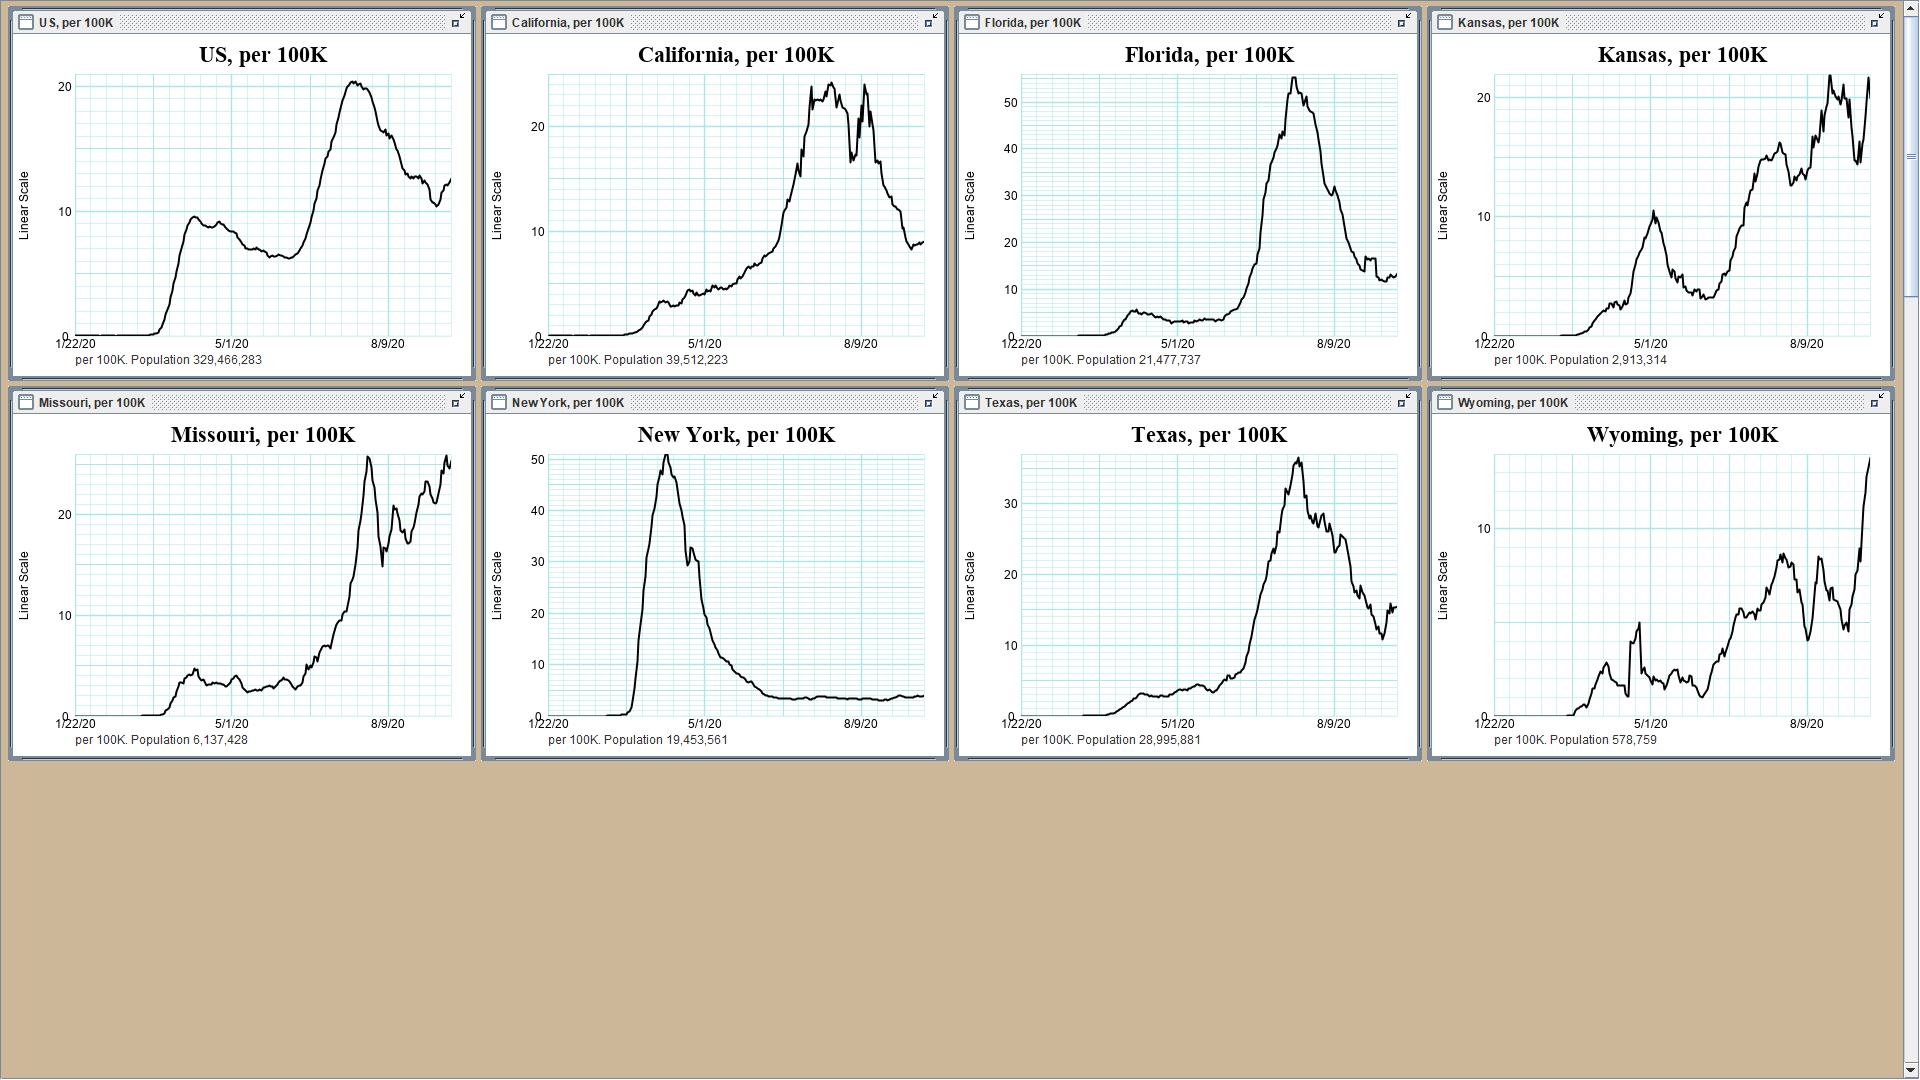 US, per 100K
US, per 100K
Linear Scale
20
10
0
1/22/20 5/1/20 8/9/20
per 100K. Population 329,466,283
California, per 100K
California, per 100K
Linear Scale
20
10
0
1/22/20 5/1/20 8/9/20
per 100K. Population 39,512,223
Florida, per 100K
Florida, per 100K
Linear Scale
50
40
30
20
10
0
1/22/20 5/1/20 8/9/20
per 100K. Population 21,477,737
Kansas, per 100K
Kansas, per 100K
Linear Scale
20
10
0
1/22/20 5/1/20 8/9/20
per 100K. Population 2,913,314
Missouri, per 100K
Missouri, per 100K
Linear Scale
20
10
0
1/22/20 5/1/20 8/9/20
per 100K. Population 6,137,428
New York, per 100K
New York, per 100K
Linear Scale
50
40
30
20
10
0
1/22/20 5/1/20 8/9/20
per 100K. Population 19,453,561
Texas, per 100K
Texas, per 100K
Linear Scale
30
20
10
0
1/22/20 5/1/20 8/9/20
per 100K. Population 28,995,881
Wyoming, per 100K
Wyoming, per 100K
Linear Scale
10
0
1/22/20 5/1/20 8/9/20
per 100K. Population 578,759